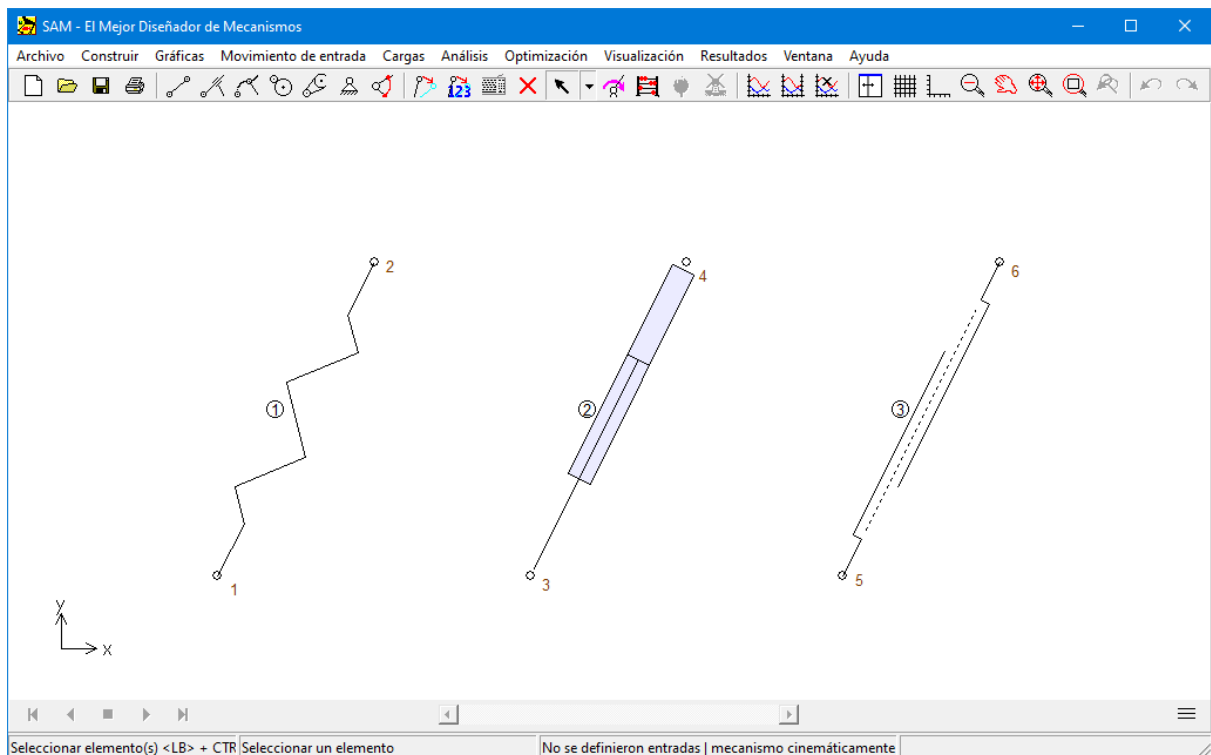 SAM - El Mejor Diseñador de Mecanismos
Archivo Construir Gráficas Movimiento de entrada Cargas Análisis Optimización Visualización Resultados Ventana Ayuda
123
2
4
6
1
2
3
1
3
5
y
x
Seleccionar elemento(s) <LB> + CTR Seleccionar un elemento No se definieron entradas | mecanismo cinemáticamente